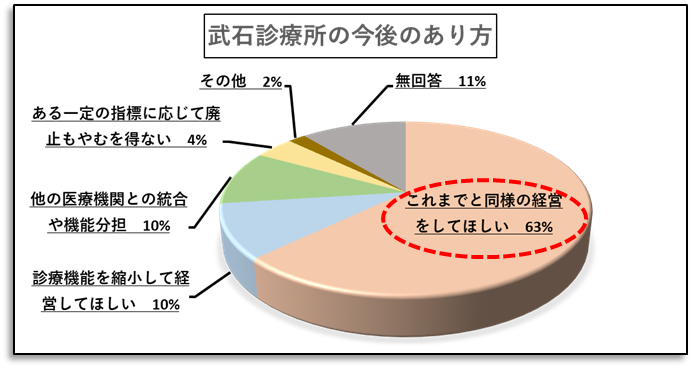 武石診療所の今後のあり方
その他　2%
無回答　11%
ある一定の指標に応じて廃
止もやむを得ない　4%
他の医療機関との統合
や機能分担　10%
これまでと同様の経営
をしてほしい　63%
診療機能を縮小して経
営してほしい　10%